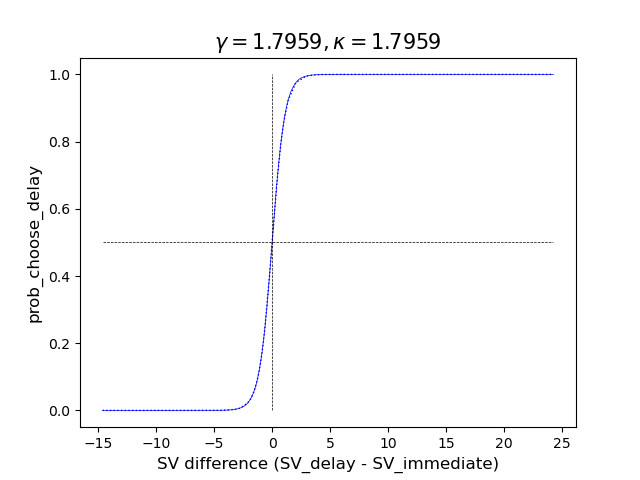 γ = 1.7959, κ = 1.7959
1.0
0.8
0.6
0.4
0.2
0.0
prob_choose_delay
−15 −10 −5 0 5 10 15 20 25
SV difference (SV_delay - SV_immediate)